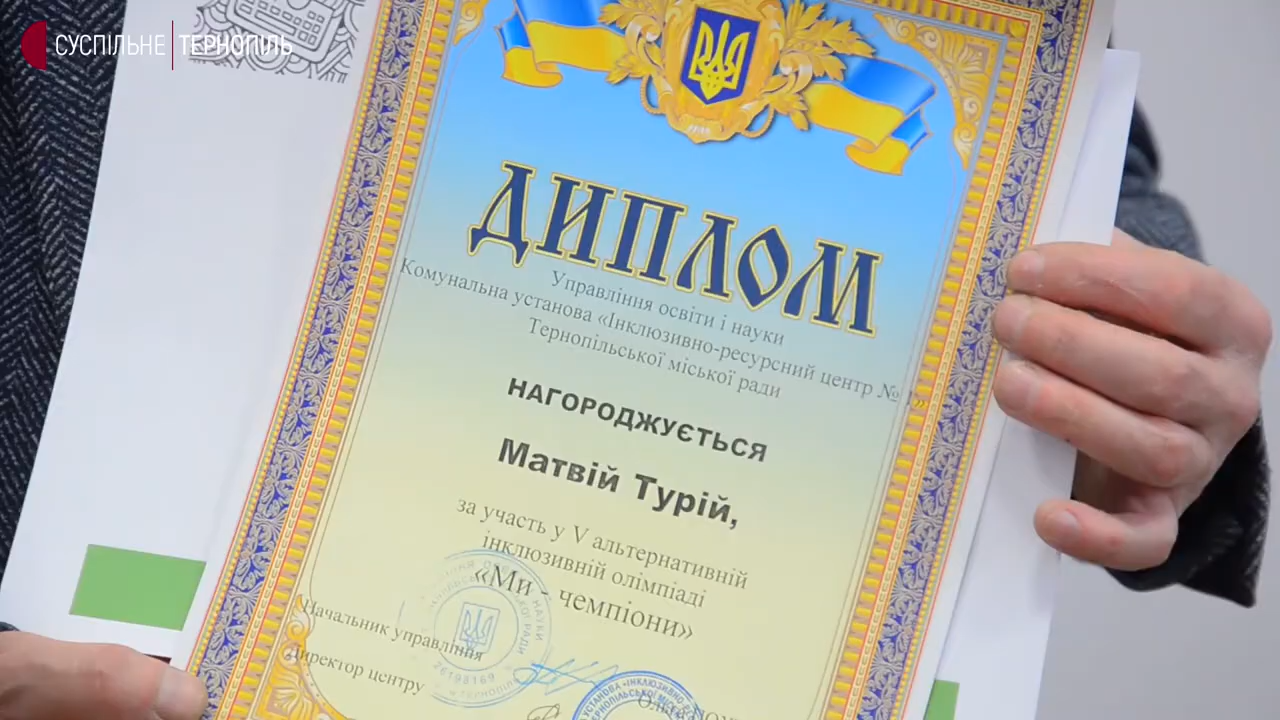 СУСПІЛЬНЕ ТЕРНОПІЛЬ
ДИПЛОМ
Управління освіти і науки
Комунальна установа «Інклюзивно-ресурсний центр №
Тернопільської міської ради
НАГОРОДЖУЄТЬСЯ
Матвій Турій,
за участь у V альтернативній
інклюзивній олімпіаді
«Ми - чемпіони»
Начальник управління
Директор центру
26198169